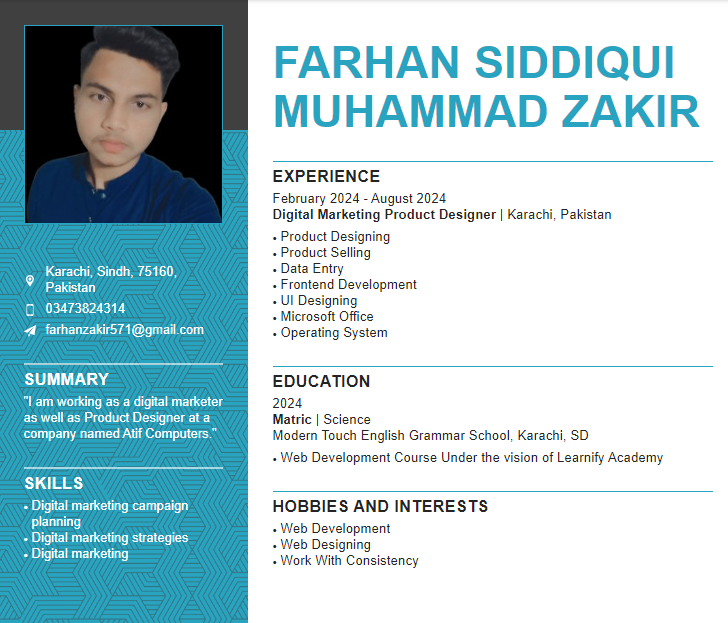 FARHAN SIDDIQUI
MUHAMMAD ZAKIR
Karachi, Sindh, 75160,
Pakistan
03473824314
farhanzakir571@gmail.com
SUMMARY
"I am working as a digital marketer
as well as Product Designer at a
company named Atif Computers."
SKILLS
• Digital marketing campaign
planning
• Digital marketing strategies
• Digital marketing
EXPERIENCE
February 2024 - August 2024
Digital Marketing Product Designer | Karachi, Pakistan
• Product Designing
• Product Selling
• Data Entry
• Frontend Development
• UI Designing
• Microsoft Office
• Operating System
EDUCATION
2024
Matric | Science
Modern Touch English Grammar School, Karachi, SD
• Web Development Course Under the vision of Learnify Academy
HOBBIES AND INTERESTS
• Web Development
• Web Designing
• Work With Consistency